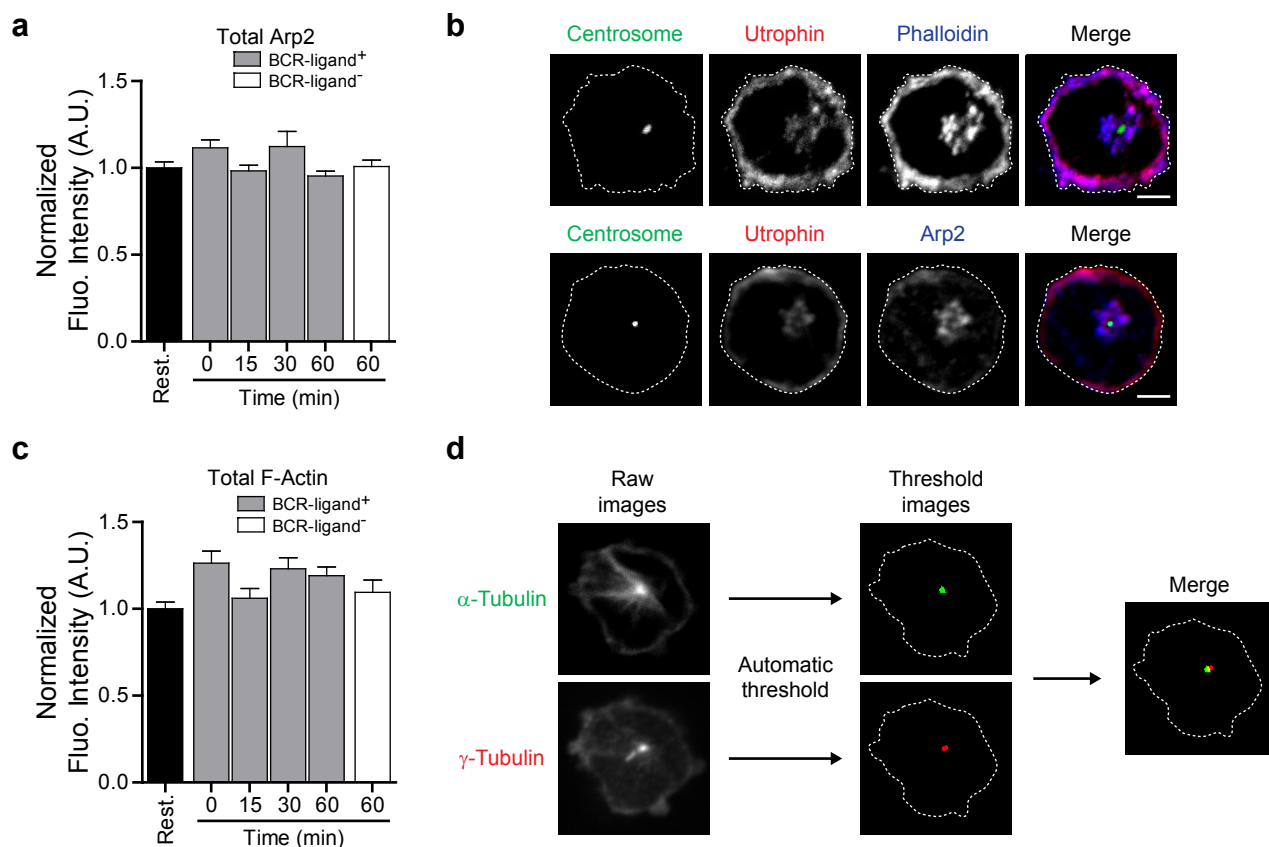 a
Total Arp2
BCR-ligand⁺
BCR-ligand⁻
Normalized
Fluo. Intensity (A.U.)
1.5
1.0
0.5
0.0
Rest.
0 15 30 60 60
Time (min)
b
Centrosome Utrophin Phalloidin Merge
Centrosome Utrophin Arp2 Merge
c
Total F-Actin
BCR-ligand⁺
BCR-ligand⁻
Normalized
Fluo. Intensity (A.U.)
1.5
1.0
0.5
0.0
Rest.
0 15 30 60 60
Time (min)
d
Raw
images
Threshold
images
α-Tubulin
Automatic
threshold
γ-Tubulin
Merge